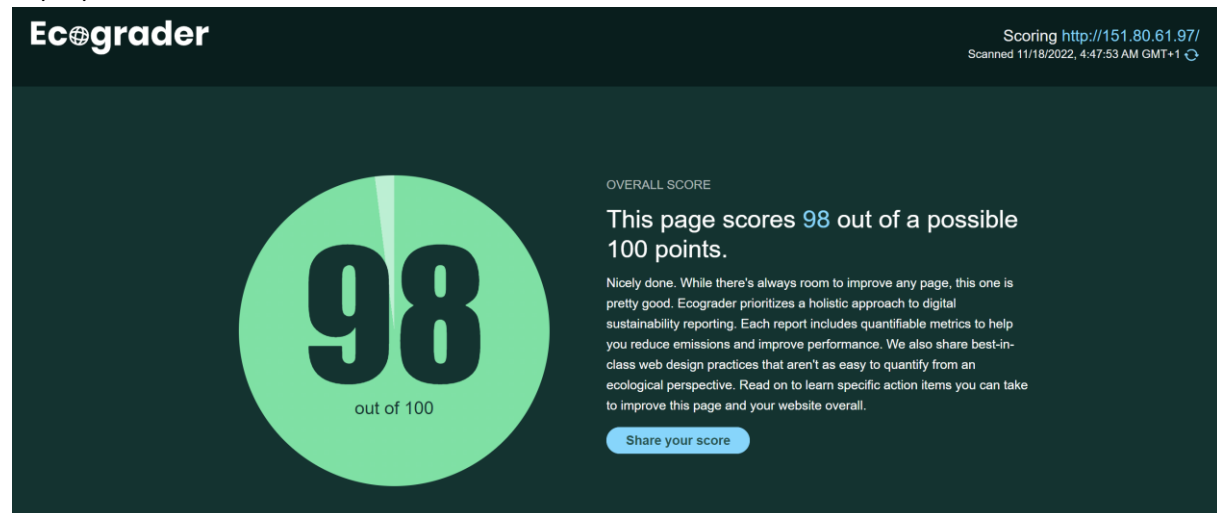 Ecograder
Scoring http://151.80.61.97/
Scanned 11/18/2022, 4:47:53 AM GMT+1
98
out of 100
OVERALL SCORE
This page scores 98 out of a possible
100 points.
Nicely done. While there's always room to improve any page, this one is
pretty good. Ecograder prioritizes a holistic approach to digital
sustainability reporting. Each report includes quantifiable metrics to help
you reduce emissions and improve performance. We also share best-in-
class web design practices that aren't as easy to quantify from an
ecological perspective. Read on to learn specific action items you can take
to improve this page and your website overall.
Share your score